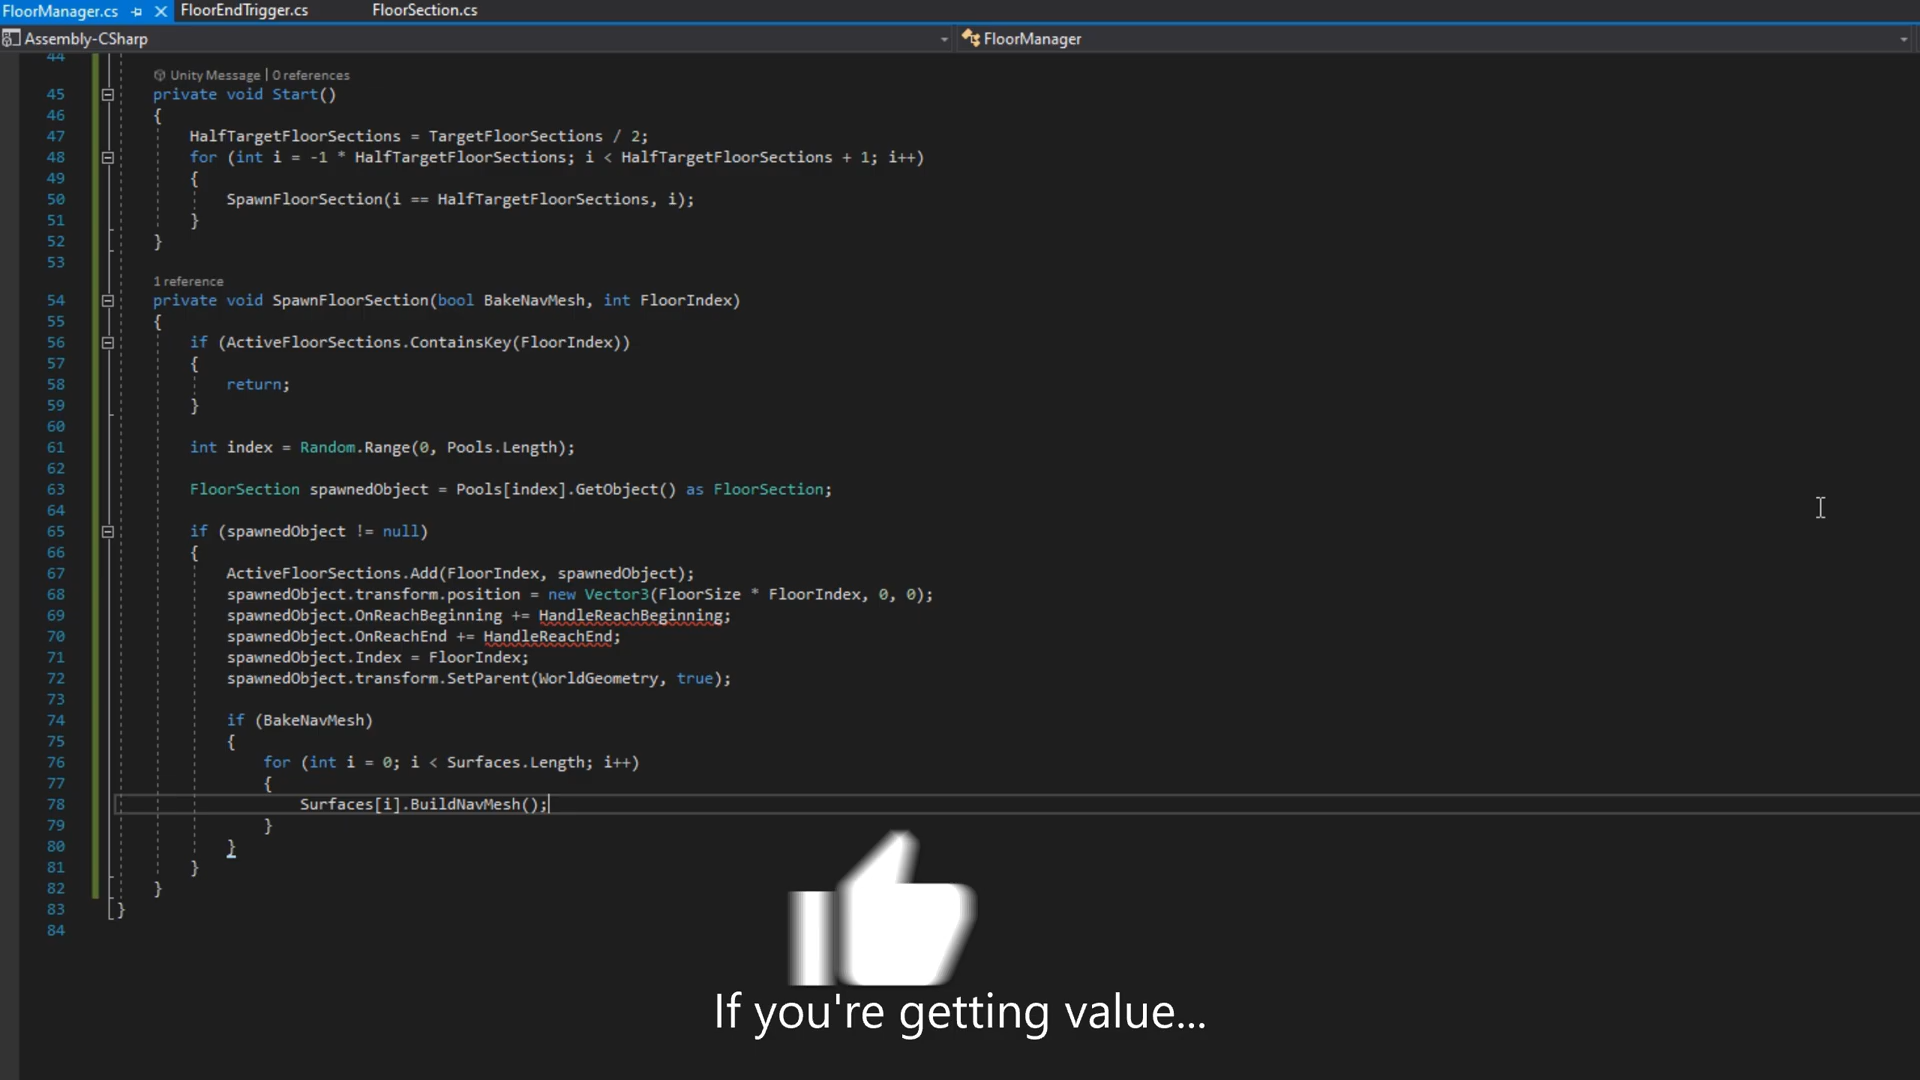 FloorManager.cs
FloorEndTrigger.cs
FloorSection.cs
Assembly-CSharp
FloorManager
44
Unity Message | 0 references
45 private void Start()
46 {
47 HalfTargetFloorSections = TargetFloorSections / 2;
48 for (int i = -1 * HalfTargetFloorSections; i < HalfTargetFloorSections + 1; i++)
49 {
50 SpawnFloorSection(i == HalfTargetFloorSections, i);
51 }
52 }
53
1 reference
54 private void SpawnFloorSection(bool BakeNavMesh, int FloorIndex)
55 {
56 if (ActiveFloorSections.ContainsKey(FloorIndex))
57 {
58 return;
59 }
60
61 int index = Random.Range(0, Pools.Length);
62
63 FloorSection spawnedObject = Pools[index].GetObject() as FloorSection;
64
65 if (spawnedObject != null)
66 {
67 ActiveFloorSections.Add(FloorIndex, spawnedObject);
68 spawnedObject.transform.position = new Vector3(FloorSize * FloorIndex, 0, 0);
69 spawnedObject.OnReachBeginning += HandleReachBeginning;
70 spawnedObject.OnReachEnd += HandleReachEnd;
71 spawnedObject.Index = FloorIndex;
72 spawnedObject.transform.SetParent(WorldGeometry, true);
73
74 if (BakeNavMesh)
75 {
76 for (int i = 0; i < Surfaces.Length; i++)
77 {
78 Surfaces[i].BuildNavMesh();
79 }
80 }
81 }
82 }
83 }
84
If you're getting value...